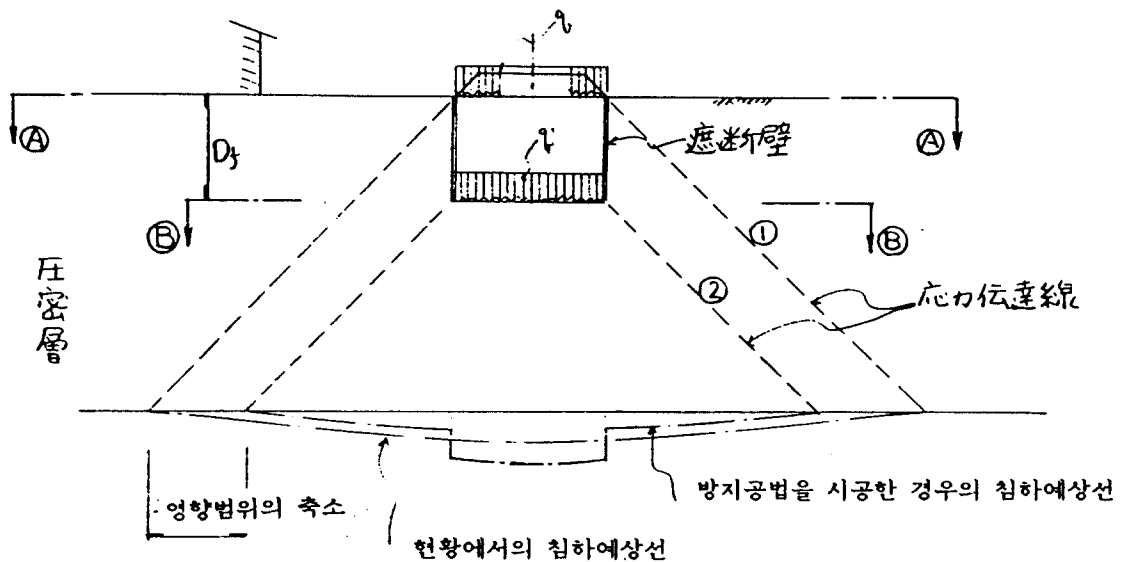 q
Ⓐ
D_f
q'
遮断壁
Ⓐ
Ⓑ
①
Ⓑ
圧密層
②
応力伝達線
영향범위의 축소
방지공법을 시공한 경우의 침하예상선
현황에서의 침하예상선